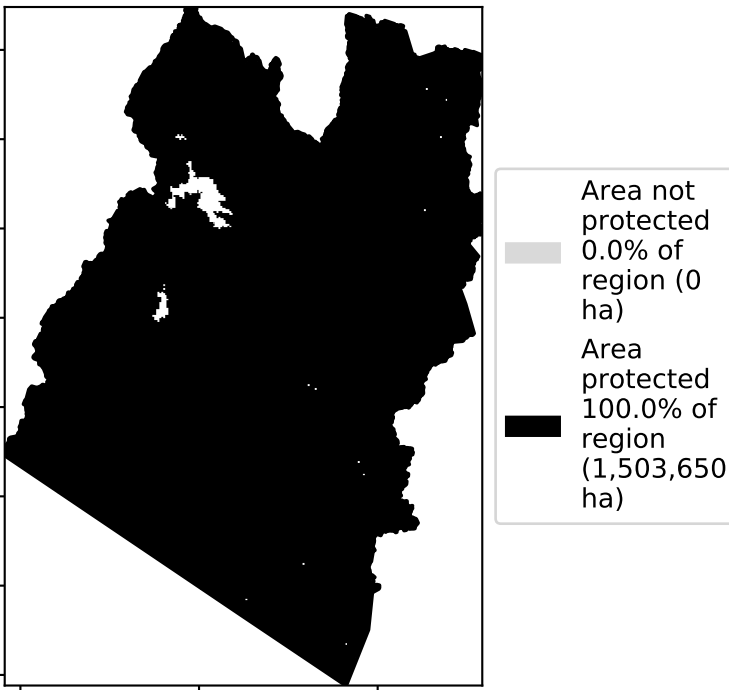 Area not
protected
0.0% of
region (0
ha)
Area
protected
100.0% of
region
(1,503,650
ha)